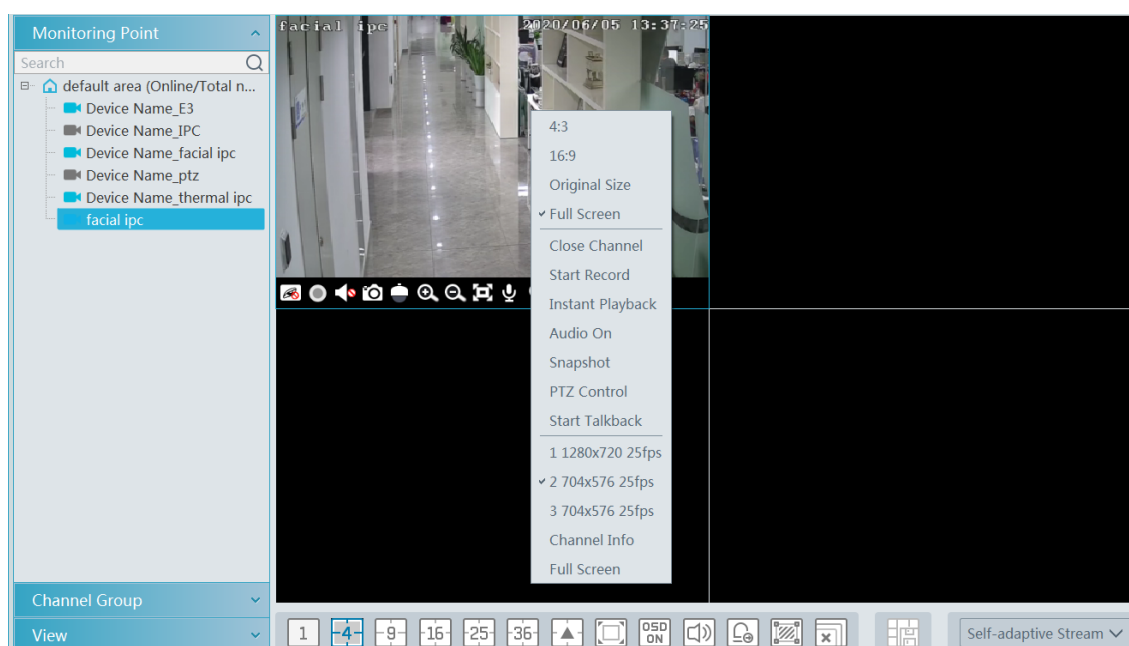 Monitoring Point
Search
default area (Online/Total n...
Device Name_E3
Device Name_IPC
Device Name_facial ipc
Device Name_ptz
Device Name_thermal ipc
facial ipc
Channel Group
View
facial ipc
2020/06/05 13:37:25
4:3
16:9
Original Size
Full Screen
Close Channel
Start Record
Instant Playback
Audio On
Snapshot
PTZ Control
Start Talkback
1 1280x720 25fps
2 704x576 25fps
3 704x576 25fps
Channel Info
Full Screen
1 4 9 16 25 36 OSD ON
Self-adaptive Stream